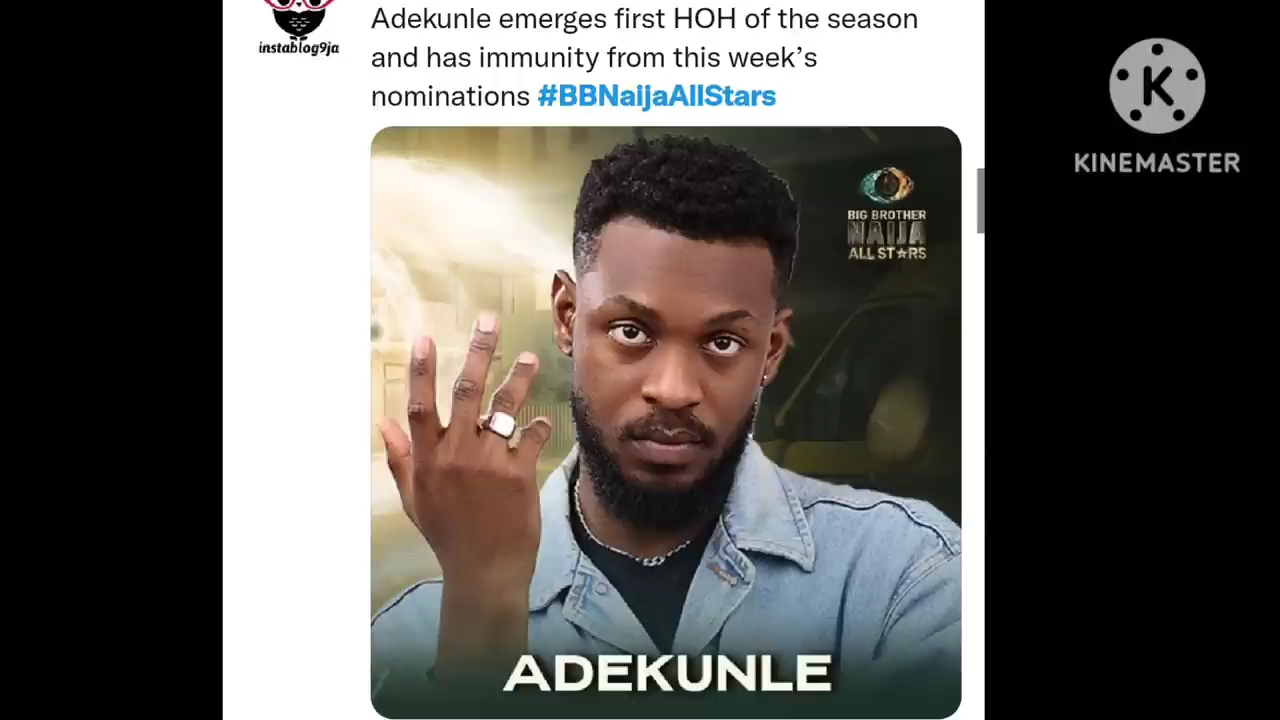 instablog9ja
Adekunle emerges first HOH of the season
and has immunity from this week’s
nominations #BBNaijaAllStars
BIG BROTHER
NAIJA
ALL ST★RS
ADEKUNLE
K
KINEMASTER